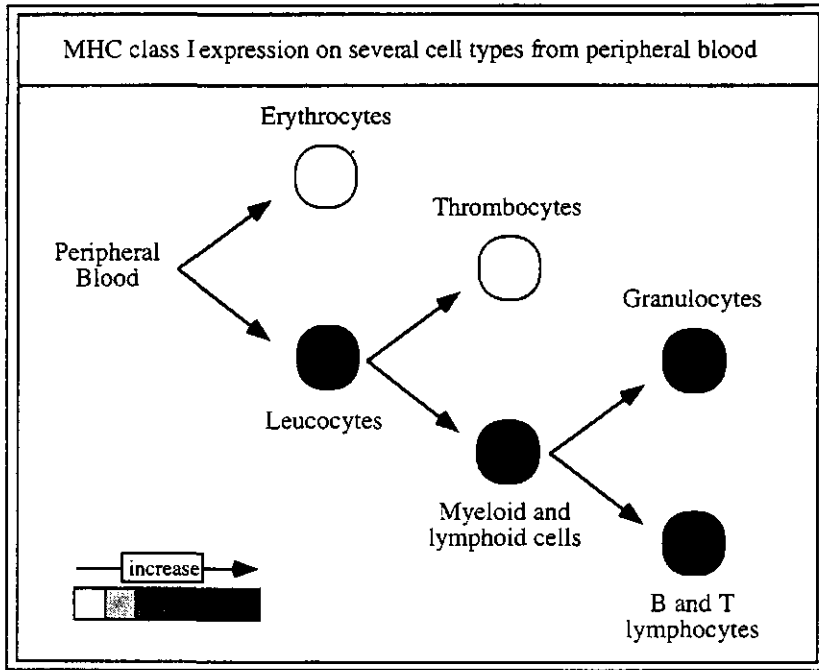 MHC class I expression on several cell types from peripheral blood
Erythrocytes
Thrombocytes
Peripheral
Blood
Granulocytes
Leucocytes
Myeloid and
lymphoid cells
increase
B and T
lymphocytes